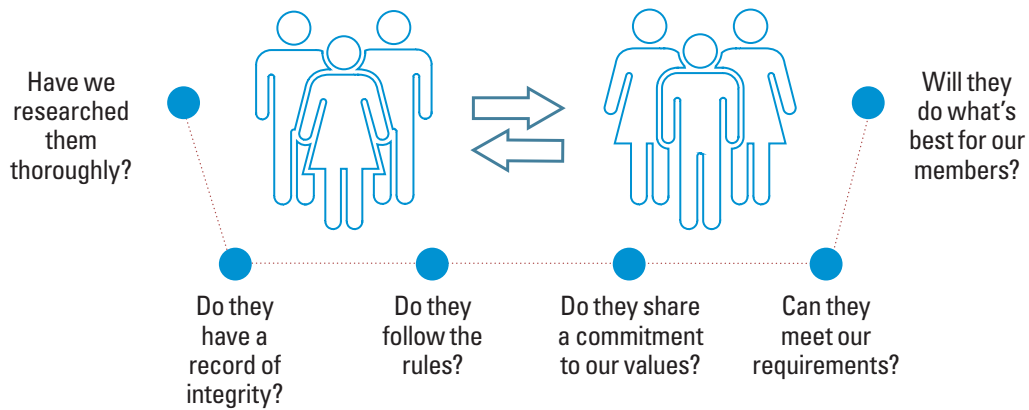 Have we
researched
them
thoroughly?
Do they
have a
record of
integrity?
Do they
follow the
rules?
Do they share
a commitment
to our values?
Can they
meet our
requirements?
Will they
do what's
best for our
members?